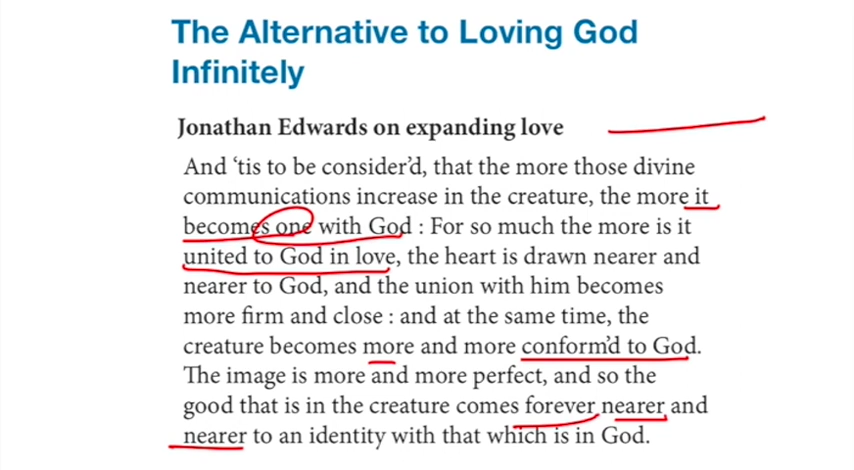 The Alternative to Loving God
Infinitely
Jonathan Edwards on expanding love
And ‘tis to be consider’d, that the more those divine
communications increase in the creature, the more it
becomes one with God : For so much the more is it
united to God in love, the heart is drawn nearer and
nearer to God, and the union with him becomes
more firm and close : and at the same time, the
creature becomes more and more conform’d to God.
The image is more and more perfect, and so the
good that is in the creature comes forever nearer and
nearer to an identity with that which is in God.